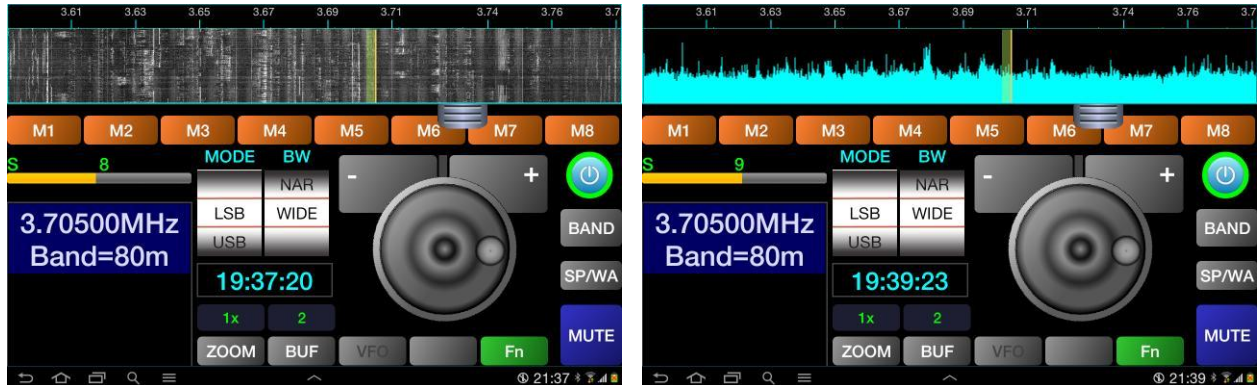 3.61 3.63 3.65 3.67 3.69 3.71 3.74 3.76 3.7
M1 M2 M3 M4 M5 M6 M7 M8
S 8 MODE BW
- +
NAR
LSB WIDE BAND
USB
3.70500MHz
Band=80m
19:37:20 SP/WA
1x 2
MUTE
ZOOM BUF VFO Fn
21:37
3.61 3.63 3.65 3.67 3.69 3.71 3.74 3.76 3.7
M1 M2 M3 M4 M5 M6 M7 M8
S 9 MODE BW
- +
NAR
LSB WIDE BAND
USB
3.70500MHz
Band=80m
19:39:23 SP/WA
1x 2
MUTE
ZOOM BUF VFO Fn
21:39